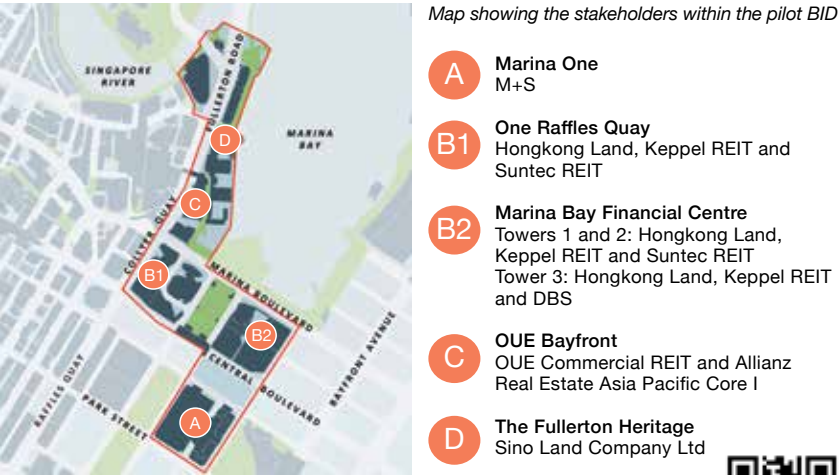 Map showing the stakeholders within the pilot BID
SINGAPORE
RIVER
FULLERTON ROAD
MARINA
BAY
D
C
COLLYER QUAY
B1
MARINA BOULEVARD
B2
CENTRAL BOULEVARD
BAYFRONT AVENUE
RAFFLES QUAY
PARK STREET
A
A
Marina One
M+S
B1
One Raffles Quay
Hongkong Land, Keppel REIT and
Suntec REIT
B2
Marina Bay Financial Centre
Towers 1 and 2: Hongkong Land,
Keppel REIT and Suntec REIT
Tower 3: Hongkong Land, Keppel REIT
and DBS
C
OUE Bayfront
OUE Commercial REIT and Allianz
Real Estate Asia Pacific Core I
D
The Fullerton Heritage
Sino Land Company Ltd